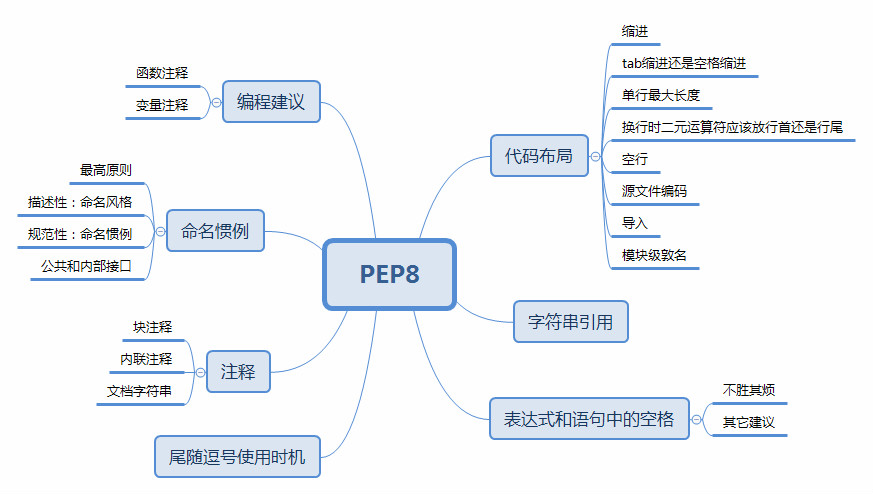 PEP8
代码布局
缩进
tab缩进还是空格缩进
单行最大长度
换行时二元运算符应该放行首还是行尾
空行
源文件编码
导入
模块级敦名
字符串引用
表达式和语句中的空格
不胜其烦
其它建议
尾随逗号使用时机
注释
块注释
内联注释
文档字符串
命名惯例
最高原则
描述性：命名风格
规范性：命名惯例
公共和内部接口
编程建议
函数注释
变量注释